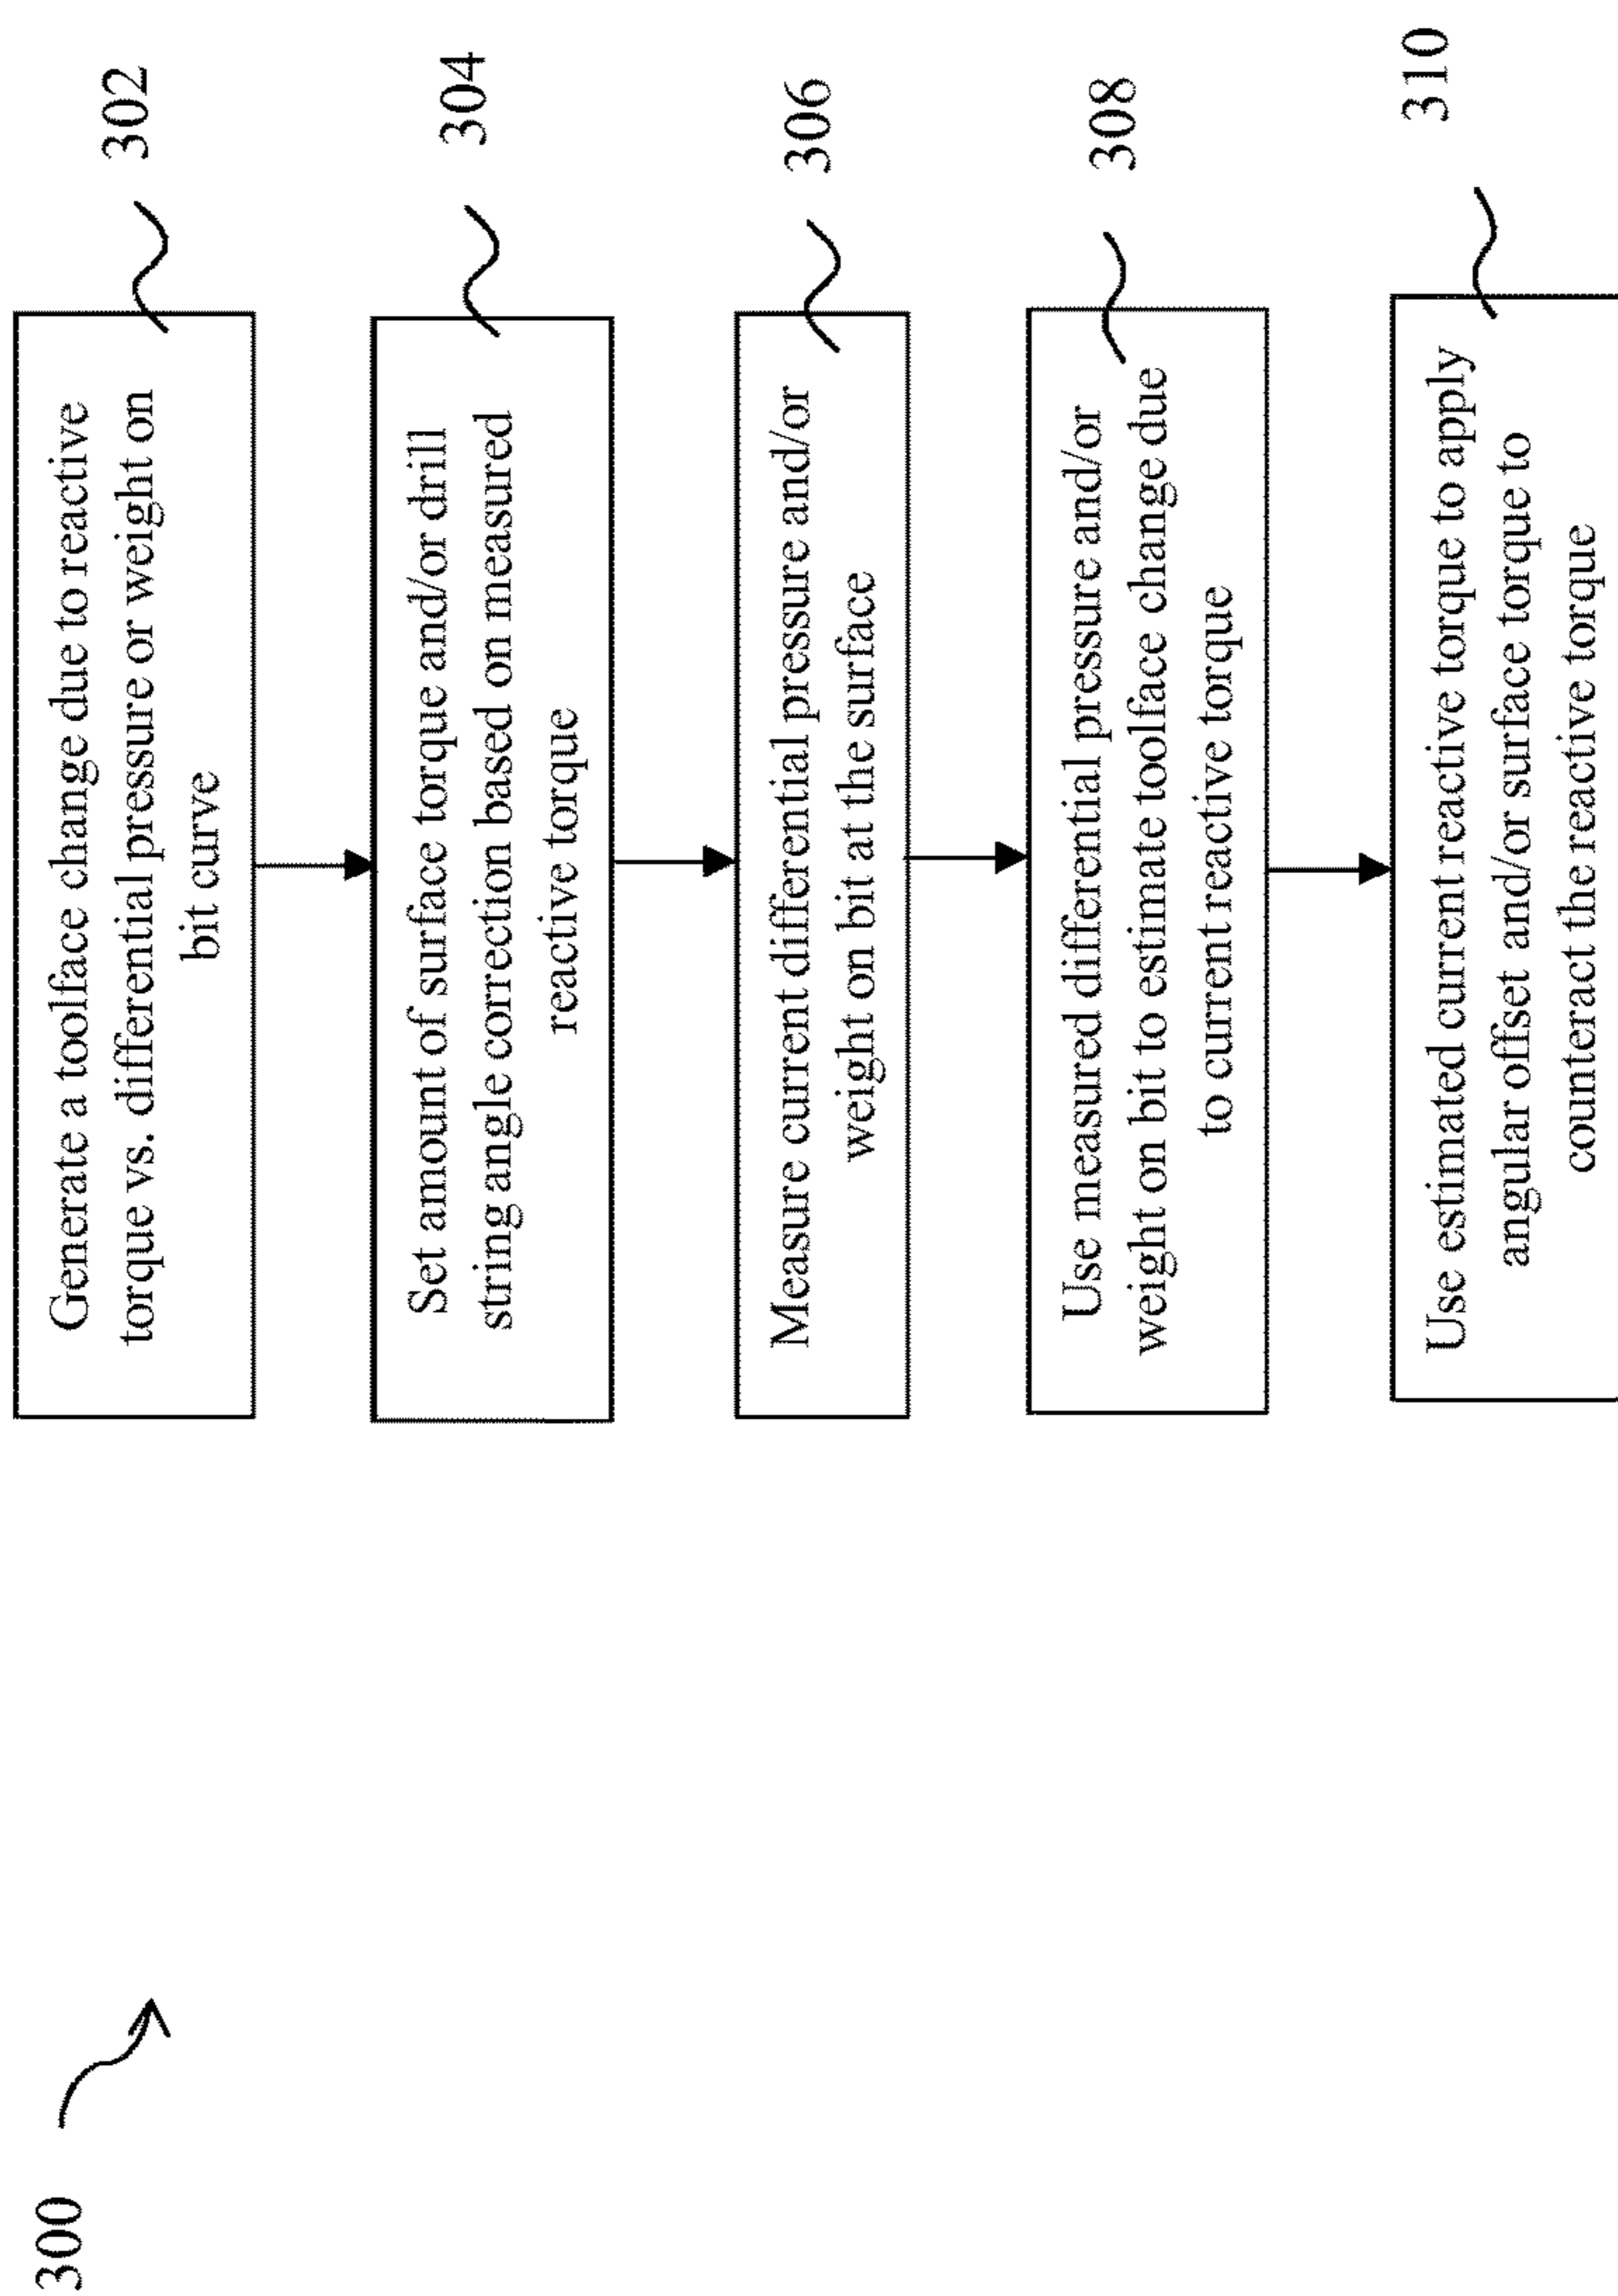 300
Generate a toolface change due to reactive
torque vs. differential pressure or weight on
bit curve
302
Set amount of surface torque and/or drill
string angle correction based on measured
reactive torque
304
Measure current differential pressure and/or
weight on bit at the surface
306
Use measured differential pressure and/or
weight on bit to estimate toolface change due
to current reactive torque
308
Use estimated current reactive torque to apply
angular offset and/or surface torque to
counteract the reactive torque
310